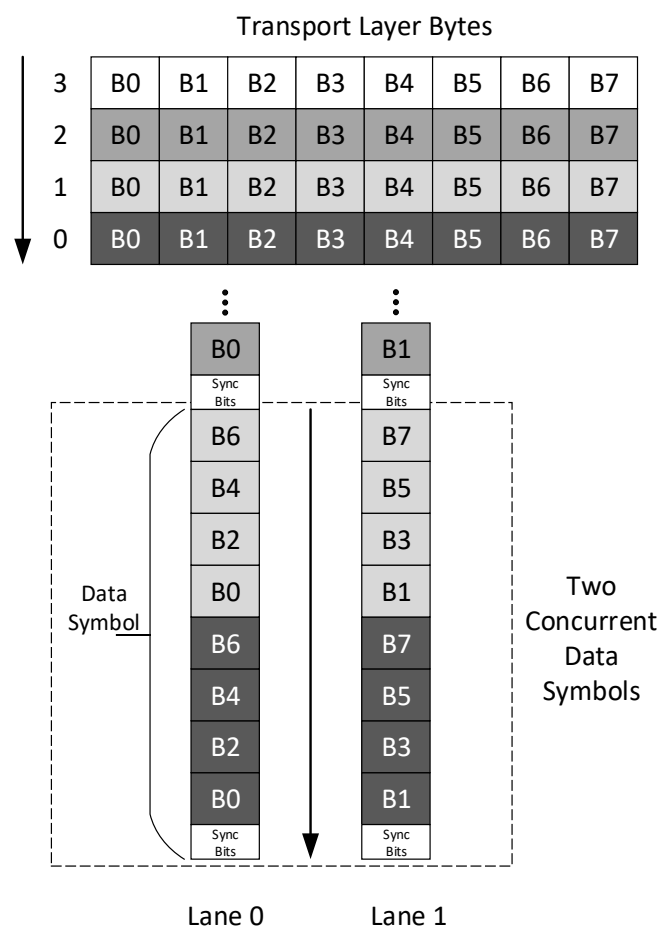 Transport Layer Bytes
3 B0 B1 B2 B3 B4 B5 B6 B7
2 B0 B1 B2 B3 B4 B5 B6 B7
1 B0 B1 B2 B3 B4 B5 B6 B7
0 B0 B1 B2 B3 B4 B5 B6 B7
B0 B1
Sync Sync
Bits Bits
B6 B7
B4 B5
B2 B3
B0 B1
Data
Symbol
B6 B7
B4 B5
B2 B3
B0 B1
Sync Sync
Bits Bits
Two
Concurrent
Data
Symbols
Lane 0 Lane 1